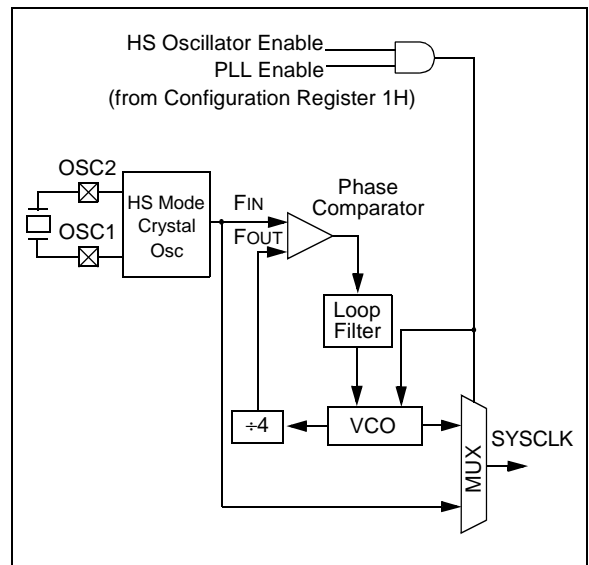 HS Oscillator Enable
PLL Enable
(from Configuration Register 1H)
OSC2
OSC1
HS Mode
Crystal
Osc
FIN
FOUT
Phase
Comparator
Loop
Filter
÷4
VCO
MUX
SYSCLK